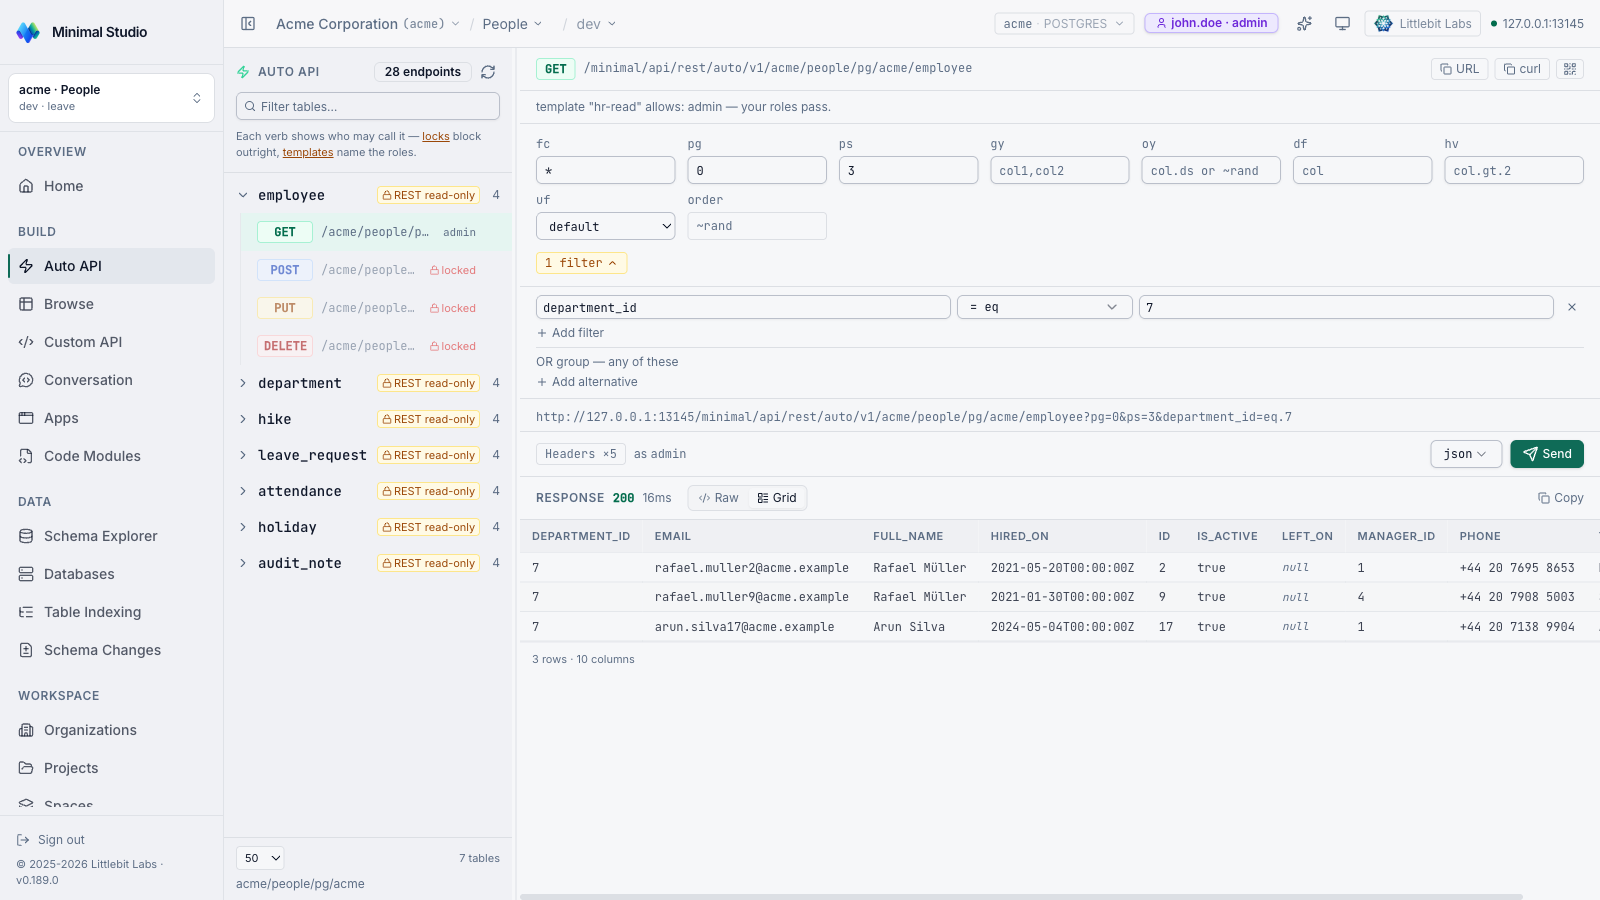 Minimal Studio
acme · People
dev · leave
OVERVIEW
Home
BUILD
Auto API
Browse
Custom API
Conversation
Apps
Code Modules
DATA
Schema Explorer
Databases
Table Indexing
Schema Changes
WORKSPACE
Organizations
Projects
Spaces
Sign out
© 2025-2026 Littlebit Labs ·
v0.189.0
Acme Corporation (acme) / People / dev
acme · POSTGRES
john.doe · admin
Littlebit Labs
127.0.0.1:13145
AUTO API
28 endpoints
Filter tables...
Each verb shows who may call it — locks block
outright, templates name the roles.
employee REST read-only 4
GET /acme/people/p… admin
POST /acme/people… locked
PUT /acme/people… locked
DELETE /acme/people… locked
department REST read-only 4
hike REST read-only 4
leave_request REST read-only 4
attendance REST read-only 4
holiday REST read-only 4
audit_note REST read-only 4
50
7 tables
acme/people/pg/acme
GET /minimal/api/rest/auto/v1/acme/people/pg/acme/employee
URL
curl
template "hr-read" allows: admin — your roles pass.
fc pg ps gy oy df hv
* 0 3 col1,col2 col.ds or ~rand col col.gt.2
uf order
default ~rand
1 filter
department_id = eq 7 ×
+ Add filter
OR group — any of these
+ Add alternative
http://127.0.0.1:13145/minimal/api/rest/auto/v1/acme/people/pg/acme/employee?pg=0&ps=3&department_id=eq.7
Headers ×5 as admin
json
Send
RESPONSE 200 16ms
Raw
Grid
Copy
DEPARTMENT_ID EMAIL FULL_NAME HIRED_ON ID IS_ACTIVE LEFT_ON MANAGER_ID PHONE
7 rafael.muller2@acme.example Rafael Müller 2021-05-20T00:00:00Z 2 true null 1 +44 20 7695 8653
7 rafael.muller9@acme.example Rafael Müller 2021-01-30T00:00:00Z 9 true null 4 +44 20 7908 5003
7 arun.silva17@acme.example Arun Silva 2024-05-04T00:00:00Z 17 true null 1 +44 20 7138 9904
3 rows · 10 columns